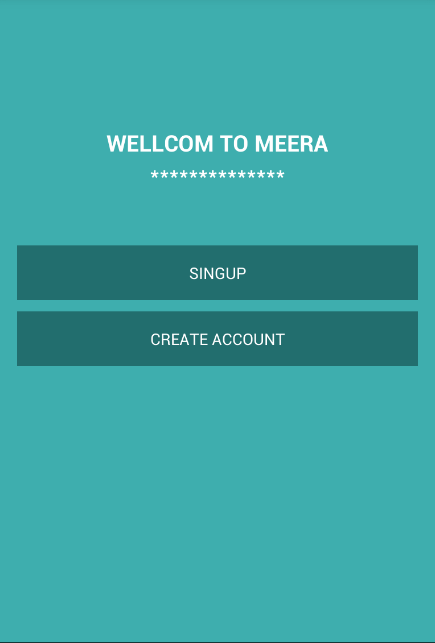 WELLCOM TO MEERA
**************
SINGUP
CREATE ACCOUNT